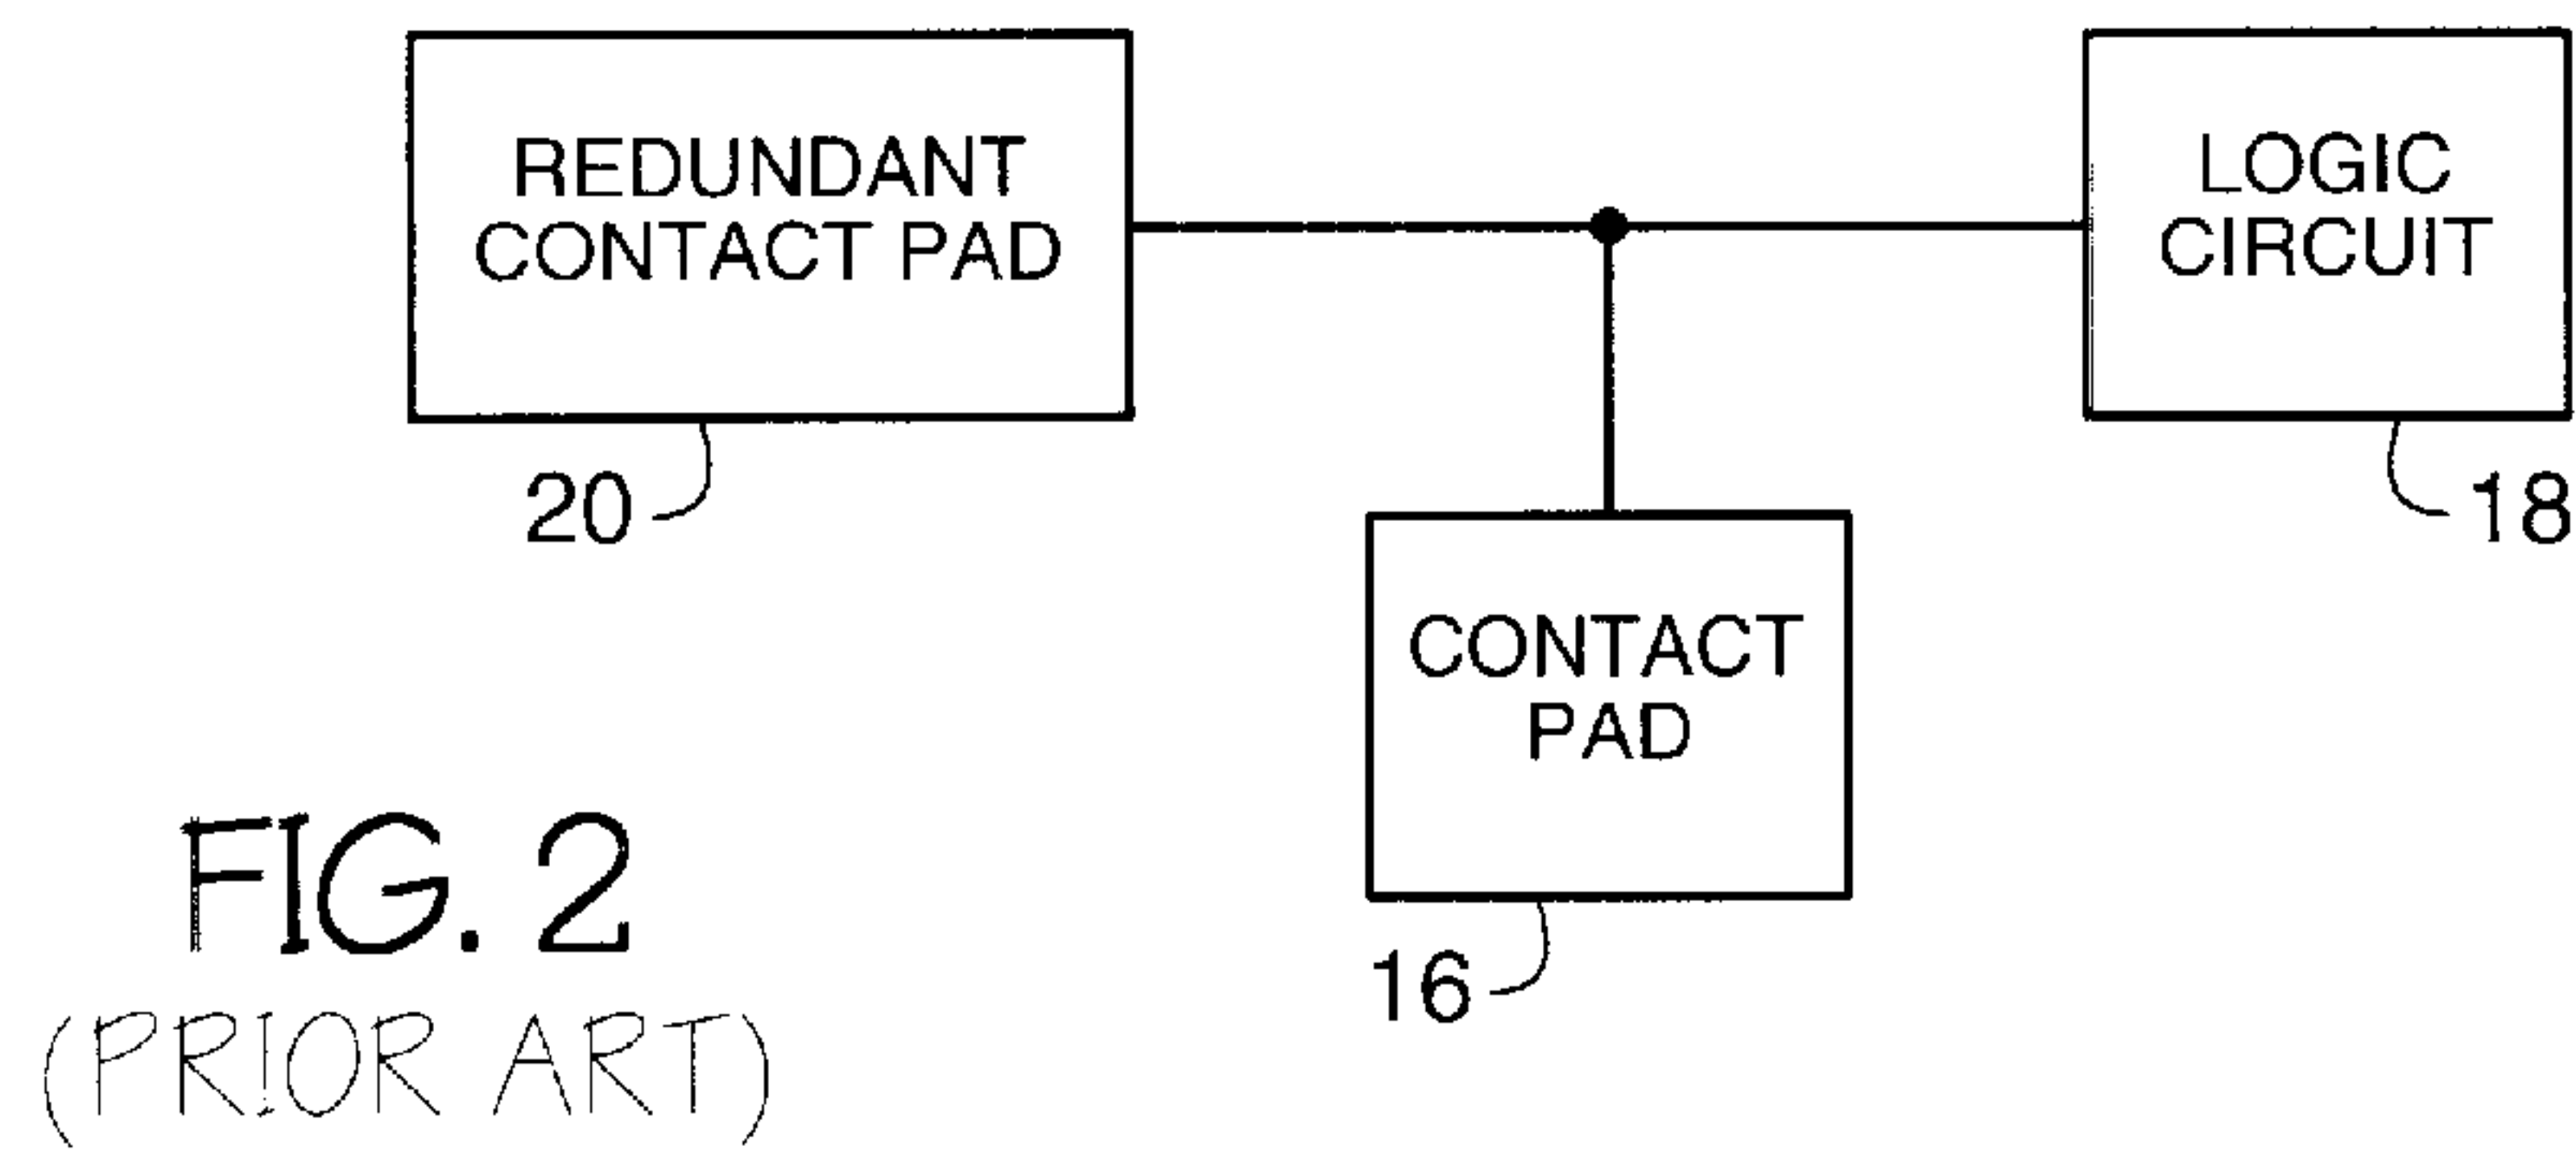 REDUNDANT
CONTACT PAD
20
LOGIC
CIRCUIT
18
CONTACT
PAD
16
FIG. 2
(PRIOR ART)